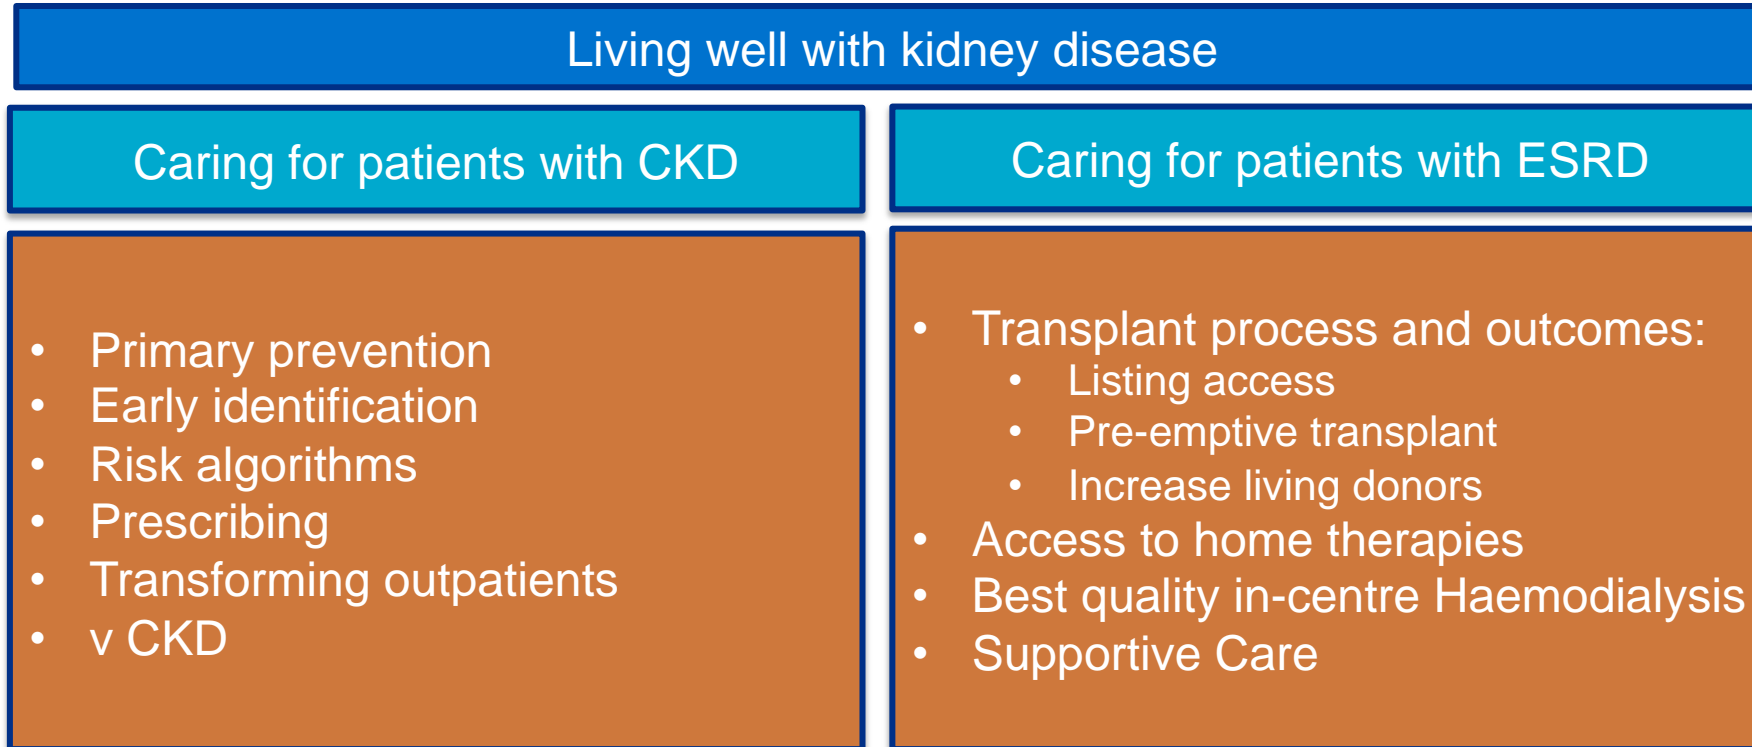 Living well with kidney disease
Caring for patients with CKD
• Primary prevention
• Early identification
• Risk algorithms
• Prescribing
• Transforming outpatients
• v CKD
Caring for patients with ESRD
• Transplant process and outcomes:
• Listing access
• Pre-emptive transplant
• Increase living donors
• Access to home therapies
• Best quality in-centre Haemodialysis
• Supportive Care